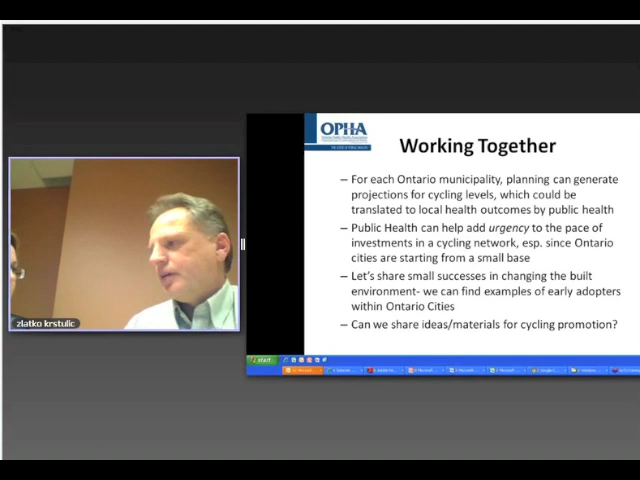 OPHA
Working Together
– For each Ontario municipality, planning can generate
projections for cycling levels, which could be
translated to local health outcomes by public health
– Public Health can help add urgency to the pace of
investments in a cycling network, esp. since Ontario
cities are starting from a small base
– Let's share small successes in changing the built
environment- we can find examples of early adopters
within Ontario Cities
– Can we share ideas/materials for cycling promotion?
zlatko krstulic
start